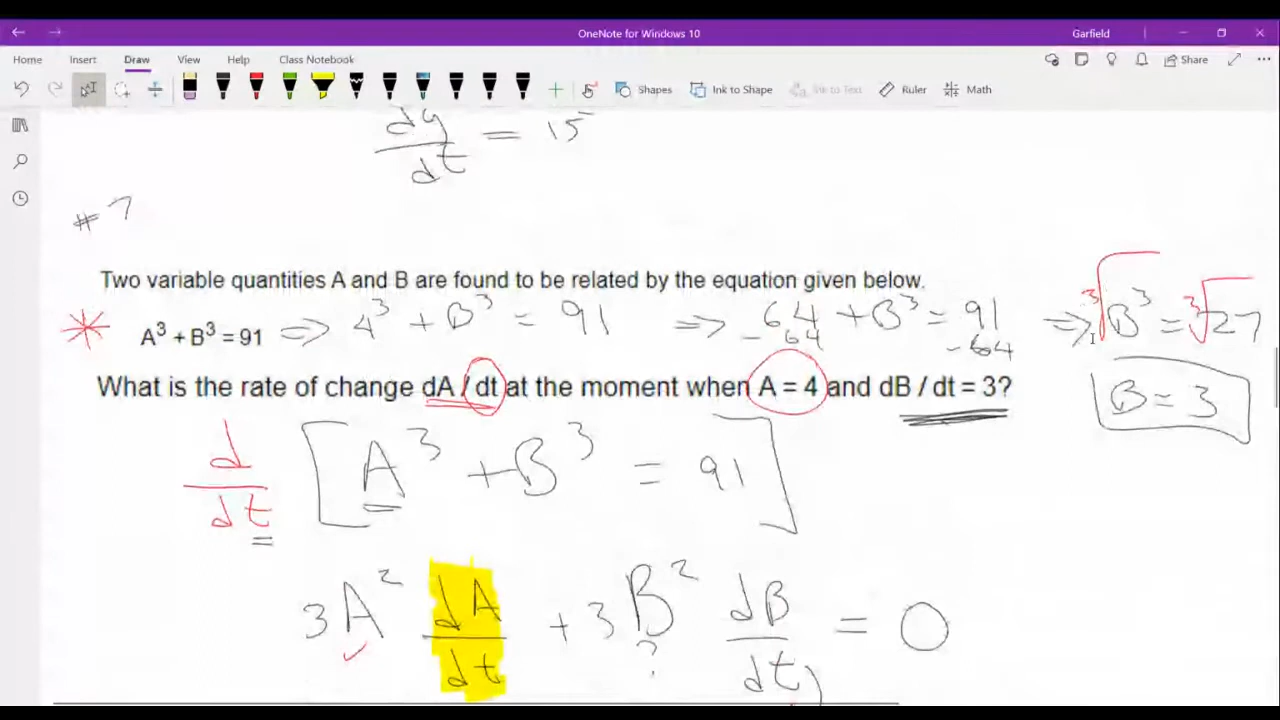 OneNote for Windows 10
Garfield
Home Insert Draw View Help Class Notebook
Share
Shapes Ink to Shape Ink to Text Ruler Math
dy/dt = 15
#7
Two variable quantities A and B are found to be related by the equation given below.
A³ + B³ = 91 ⇒ 4³ + B³ = 91 ⇒ 64 + B³ = 91 ⇒ ³√B³ = ³√27
- 64 - 64
What is the rate of change dA / dt at the moment when A = 4 and dB / dt = 3?
B = 3
d/dt [A³ + B³ = 91]
3A² dA/dt + 3B² dB/dt = 0
?